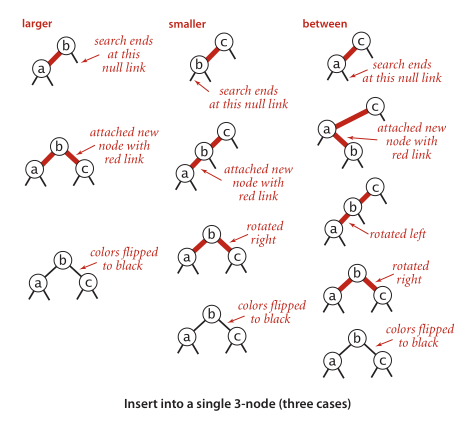 larger
b
search ends
at this
null link
a
attached new
node with
red link
b
a
c
colors flipped
to black
b
a
c
smaller
c
b
search ends
at this null link
c
b
a
attached new
node with
red link
rotated
right
b
a
c
colors flipped
to black
b
a
c
between
c
a
search ends
at this null link
c
a
b
attached new
node with
red link
c
b
a
rotated left
rotated
right
b
a
c
colors flipped
to black
b
a
c
Insert into a single 3-node (three cases)